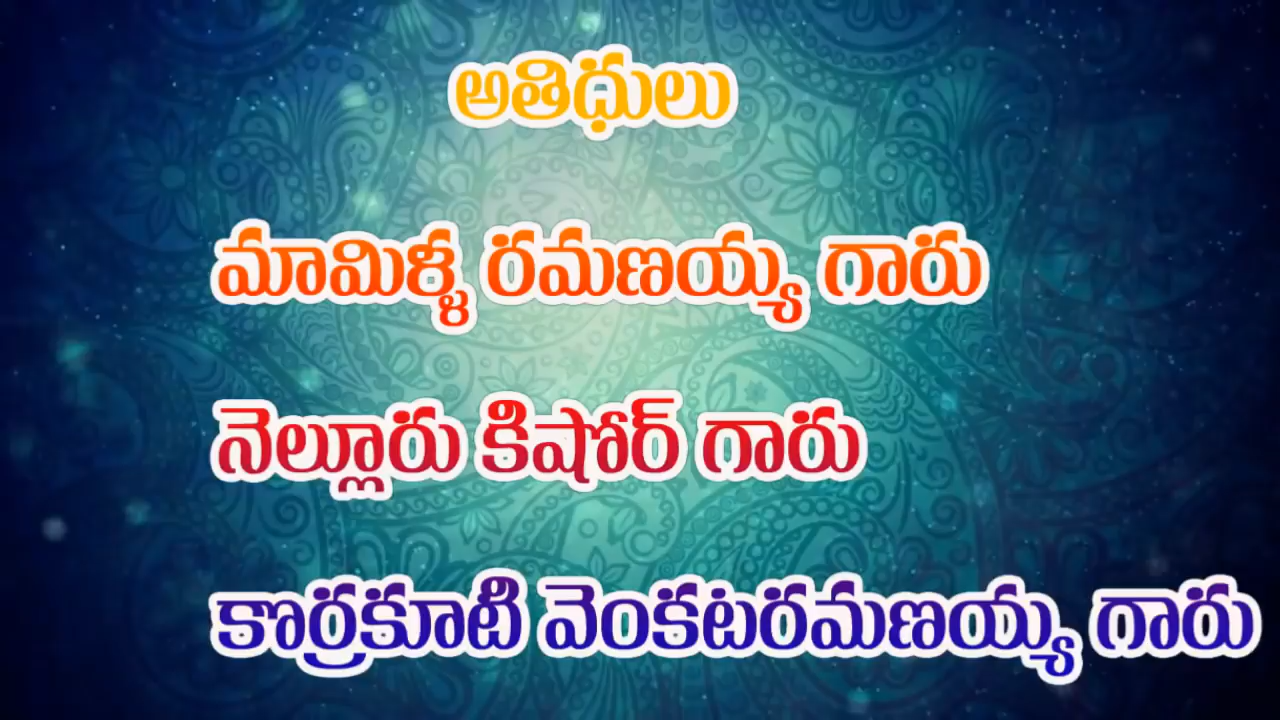 అతిధులు
మామిళ్ళ రమణయ్య గారు
నెల్లూరు కిషోర్ గారు
కొర్రకూటి వెంకటరమణయ్య గారు